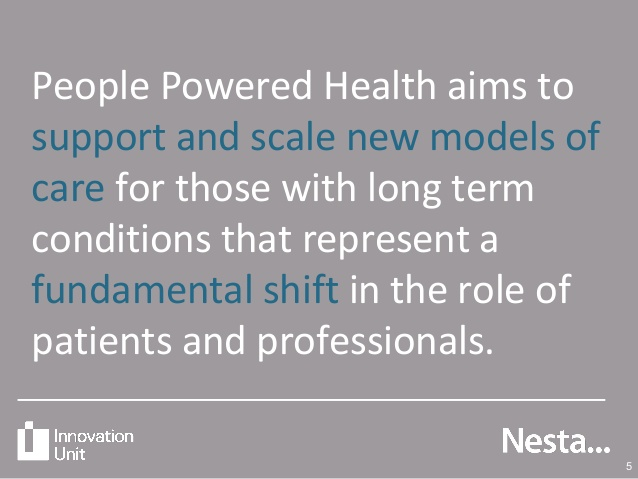 People Powered Health aims to
support and scale new models of
care for those with long term
conditions that represent a
fundamental shift in the role of
patients and professionals.
Innovation
Unit
Nesta...
5